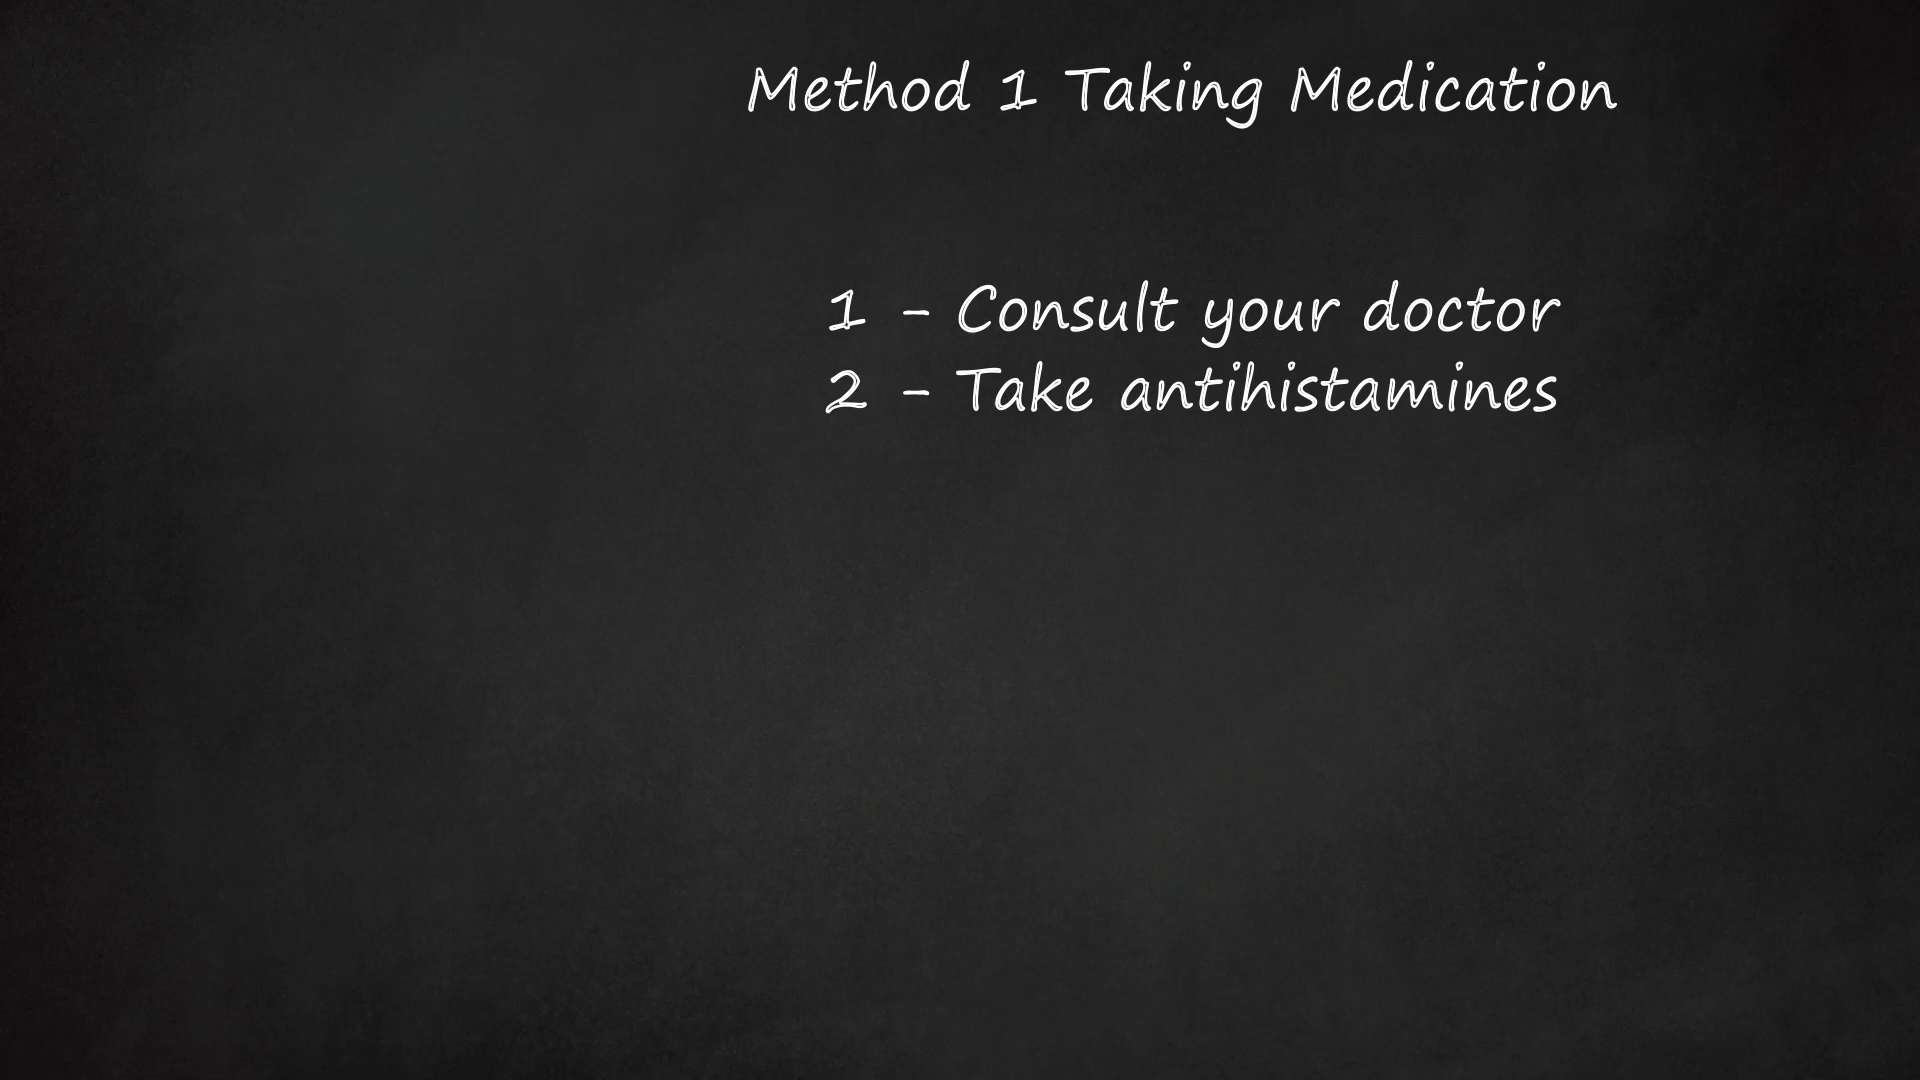 Method 1 Taking Medication
1 - Consult your doctor
2 - Take antihistamines